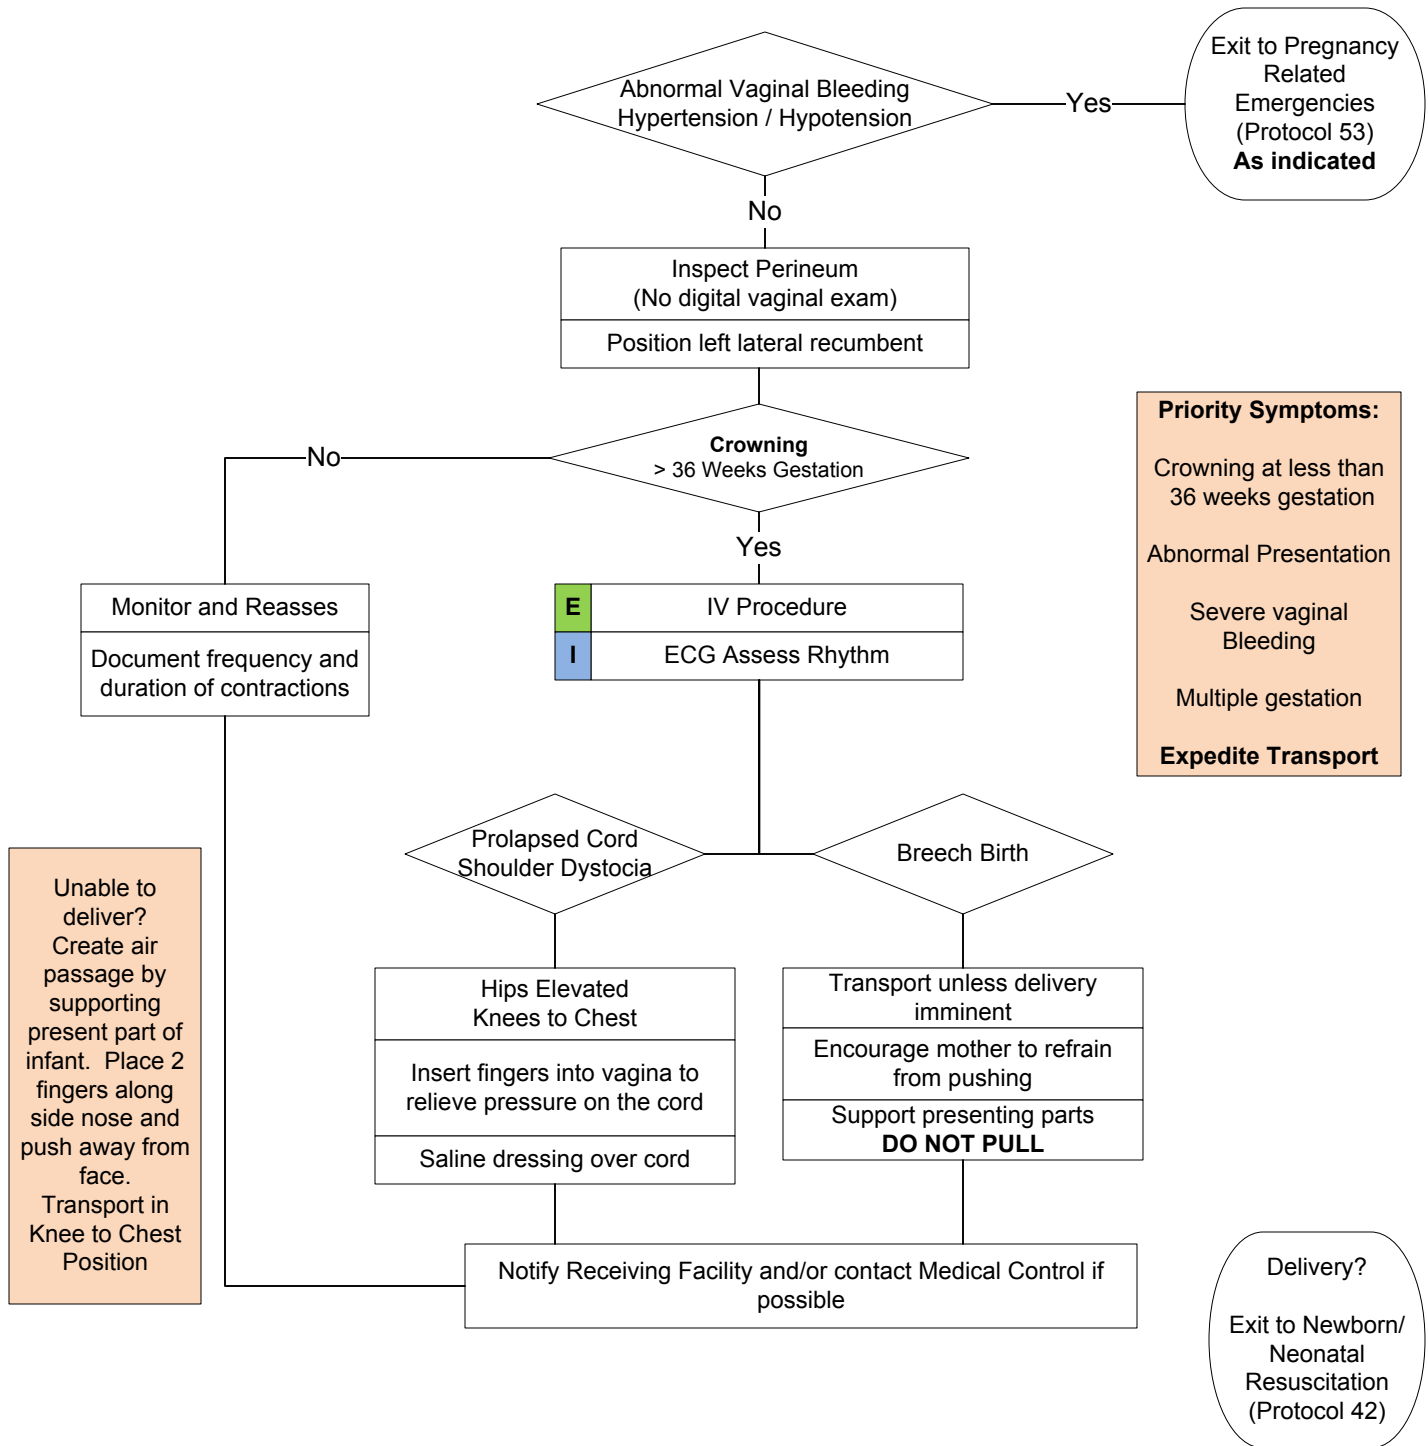 Abnormal Vaginal Bleeding
Hypertension / Hypotension
Yes
Exit to Pregnancy
Related
Emergencies
(Protocol 53)
As indicated
No
Inspect Perineum
(No digital vaginal exam)
Position left lateral recumbent
Crowning
> 36 Weeks Gestation
No
Yes
Priority Symptoms:
Crowning at less than
36 weeks gestation
Abnormal Presentation
Severe vaginal
Bleeding
Multiple gestation
Expedite Transport
Monitor and Reasses
Document frequency and
duration of contractions
E
IV Procedure
I
ECG Assess Rhythm
Prolapsed Cord
Shoulder Dystocia
Breech Birth
Unable to
deliver?
Create air
passage by
supporting
present part of
infant. Place 2
fingers along
side nose and
push away from
face.
Transport in
Knee to Chest
Position
Hips Elevated
Knees to Chest
Insert fingers into vagina to
relieve pressure on the cord
Saline dressing over cord
Transport unless delivery
imminent
Encourage mother to refrain
from pushing
Support presenting parts
DO NOT PULL
Notify Receiving Facility and/or contact Medical Control if
possible
Delivery?
Exit to Newborn/
Neonatal
Resuscitation
(Protocol 42)